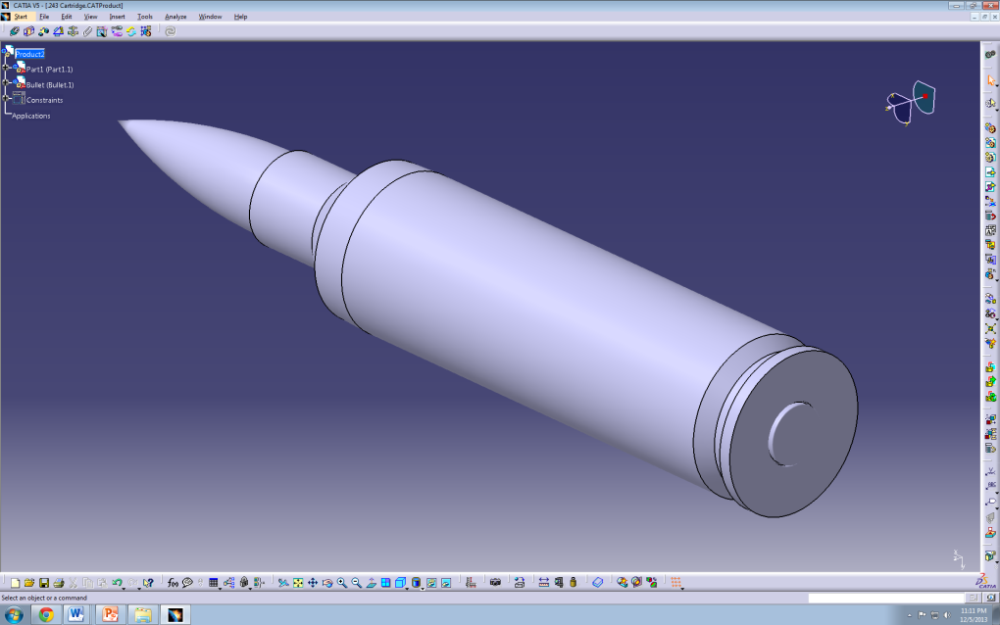 CATIA V5 - [.243 Cartridge.CATProduct]
Start File Edit View Insert Tools Analyze Window Help
Product2
Part1 (Part1.1)
Bullet (Bullet.1)
Constraints
Applications
CATIA
Select an object or a command
11:11 PM
12/5/2013